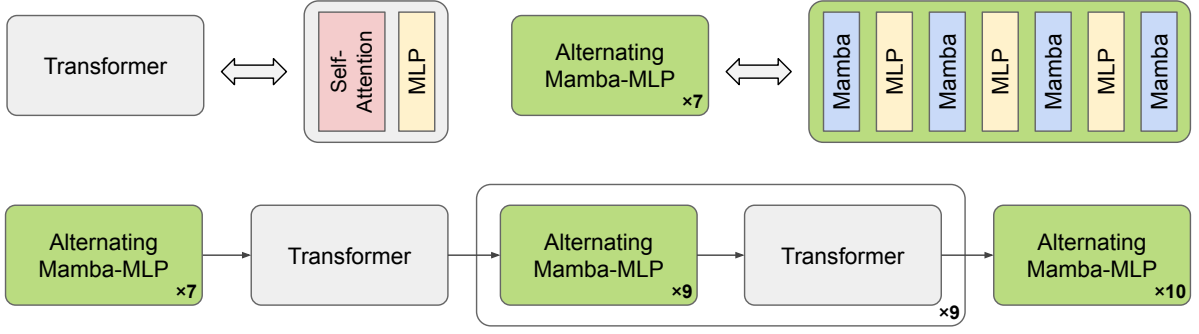 Transformer
Self-
Attention
MLP
Alternating
Mamba-MLP
×7
Mamba
MLP
Mamba
MLP
Mamba
MLP
Mamba
Alternating
Mamba-MLP
×7
Transformer
Alternating
Mamba-MLP
×9
Transformer
×9
Alternating
Mamba-MLP
×10